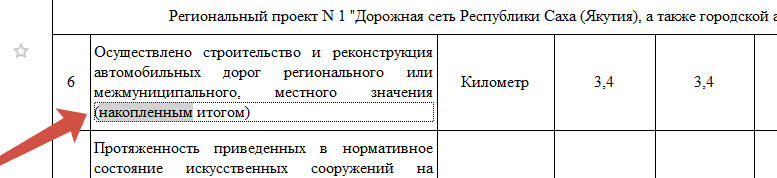 Региональный проект N 1 "Дорожная сеть Республики Саха (Якутия), а также городской
Осуществлено строительство и реконструкция
автомобильных дорог регионального или
межмуниципального, местного значения
(накопленным итогом)
6
Километр
3,4
3,4
Протяженность приведенных в нормативное
состояние искусственных сооружений на